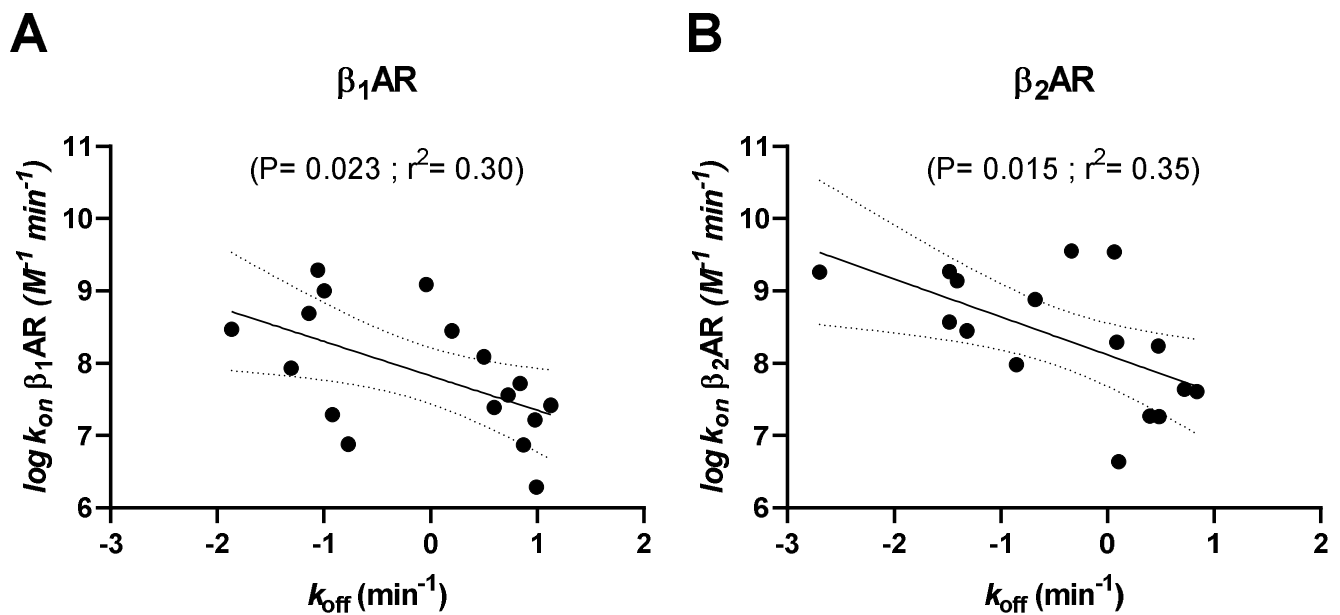 A
β₁AR
(P= 0.023 ; r²= 0.30)
log kon β₁AR (M⁻¹ min⁻¹)
11
10
9
8
7
6
-3
-2
-1
0
1
2
koff (min⁻¹)
B
β₂AR
(P= 0.015 ; r²= 0.35)
log kon β₂AR (M⁻¹ min⁻¹)
11
10
9
8
7
6
-3
-2
-1
0
1
2
koff (min⁻¹)